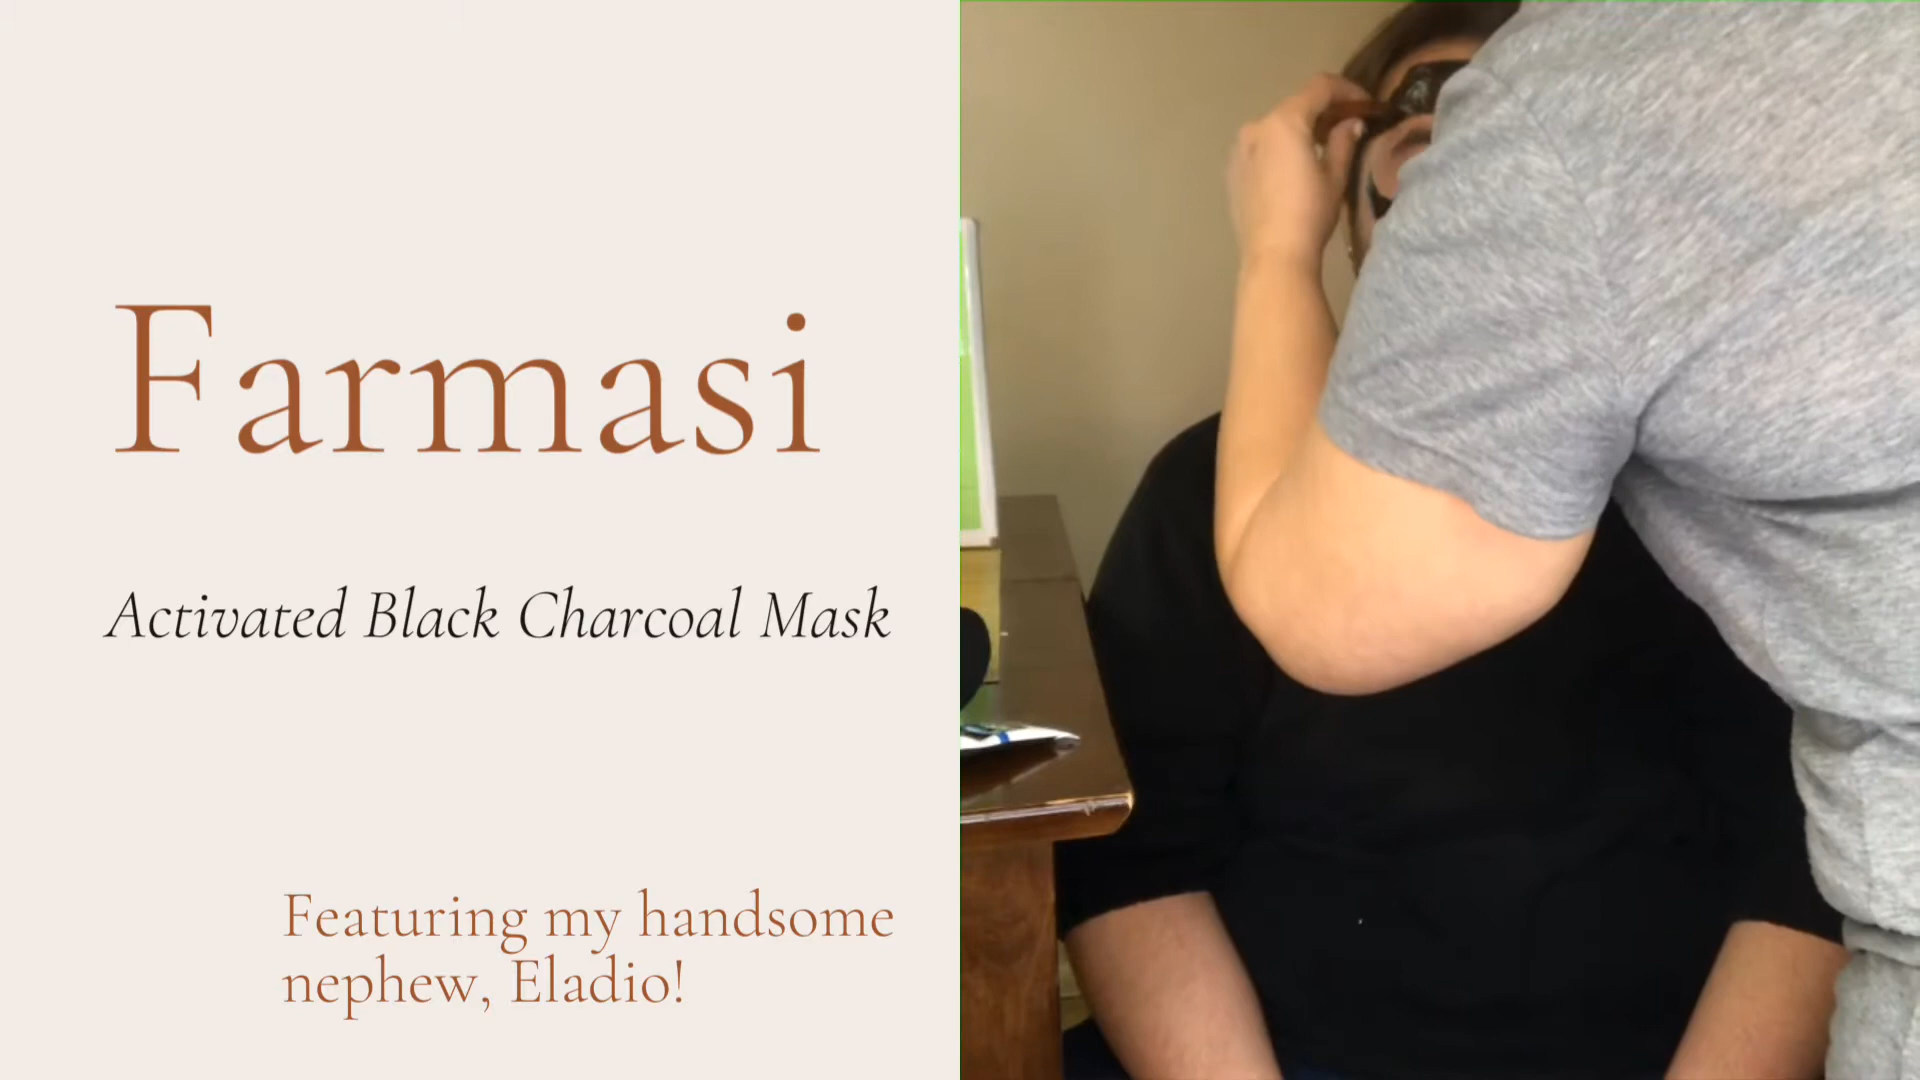 Farmasi
Activated Black Charcoal Mask
Featuring my handsome
nephew, Eladio!